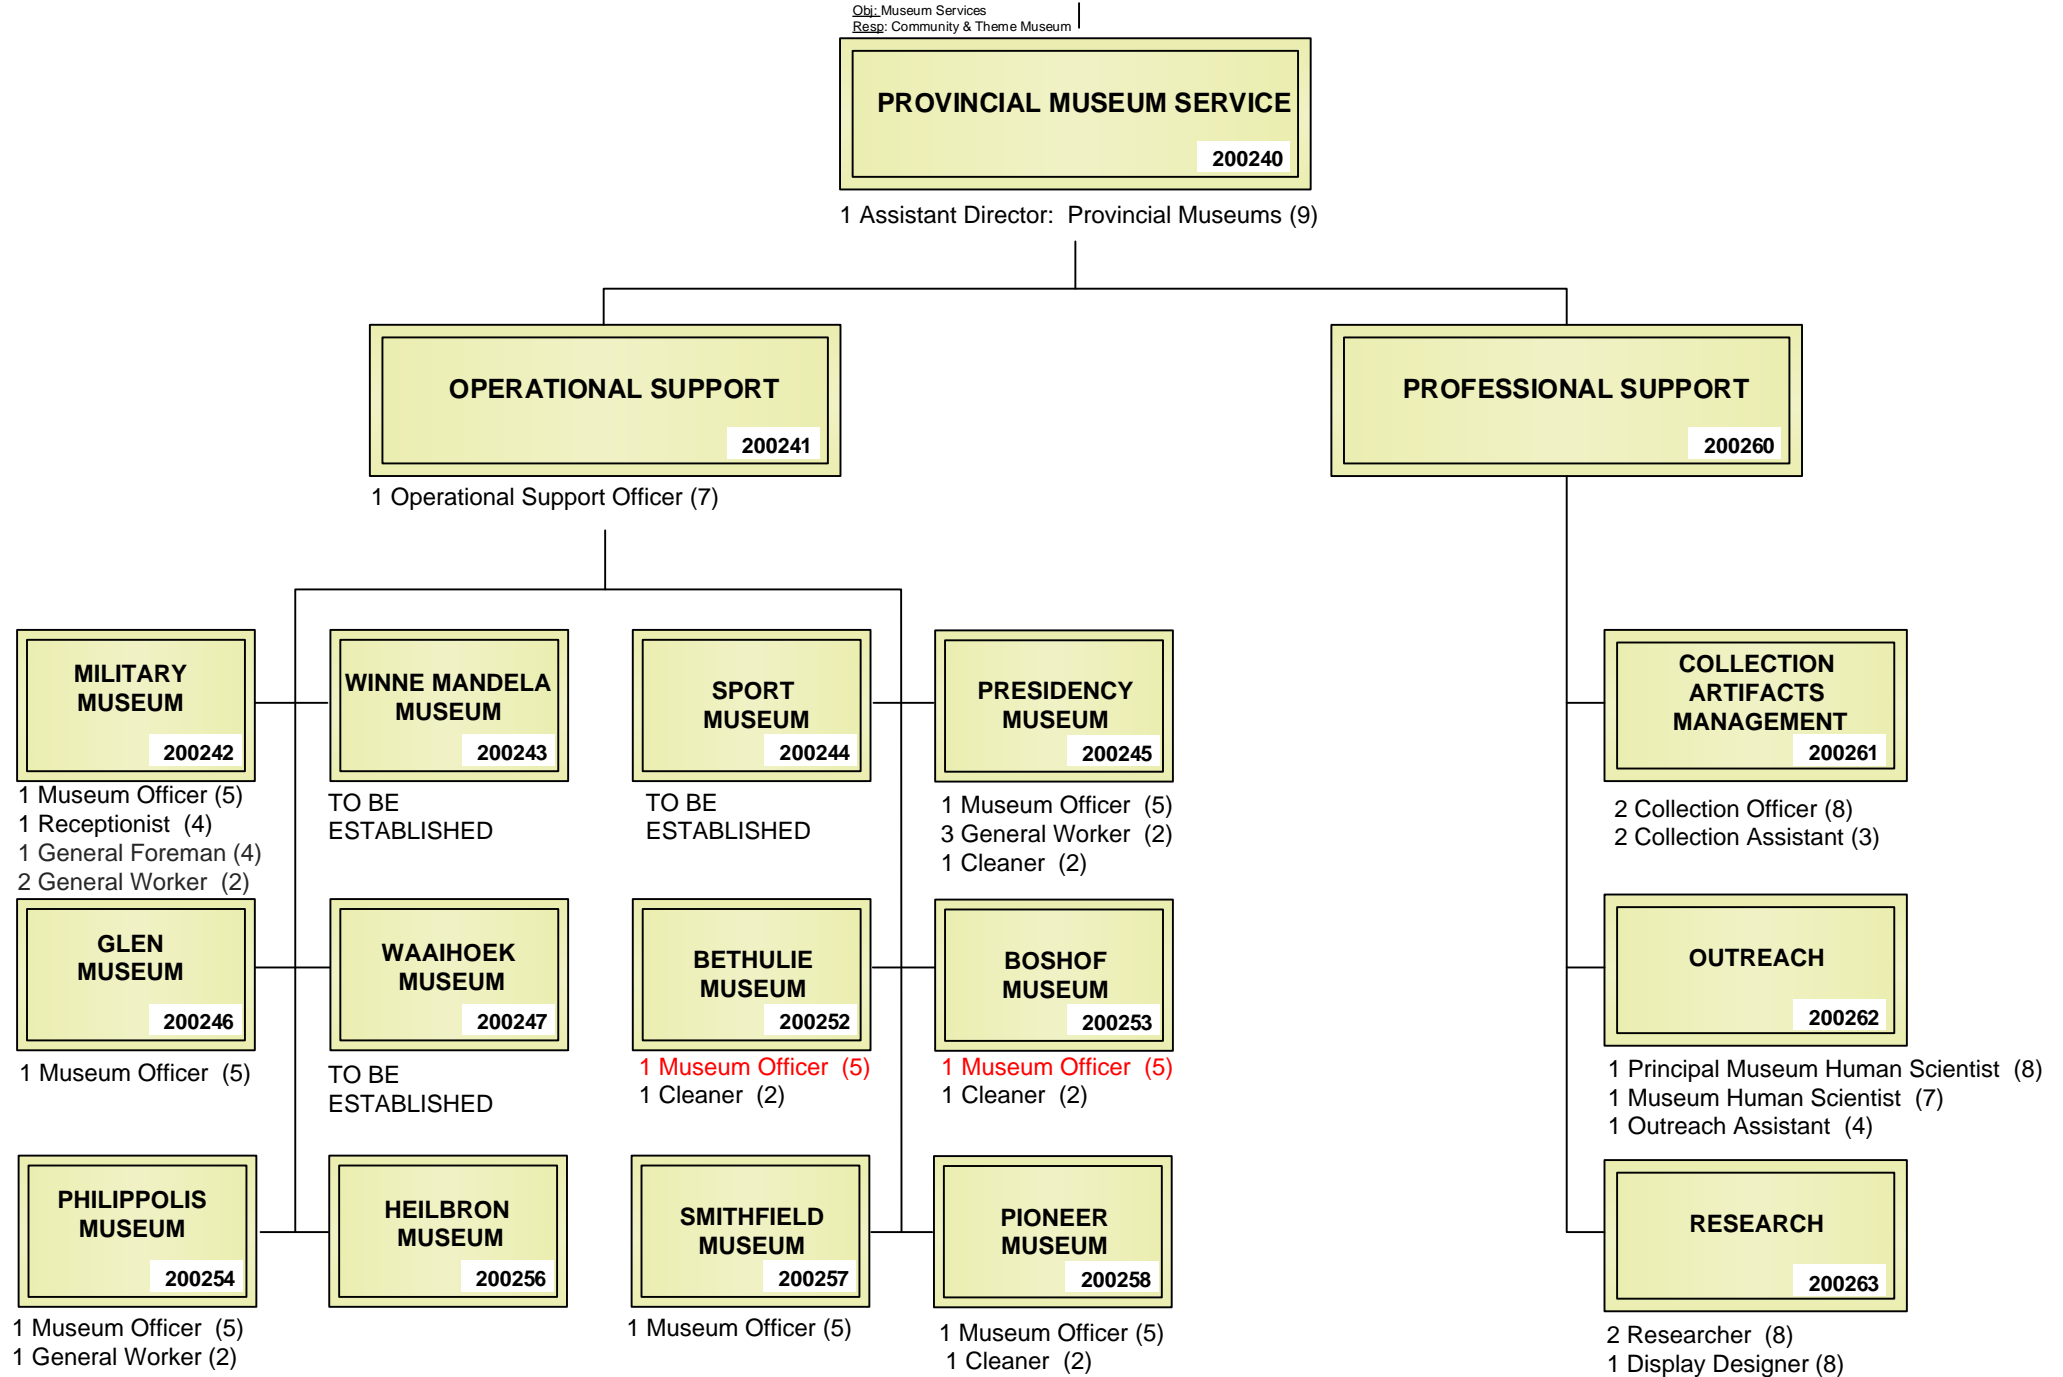 Obj: Museum Services
Resp: Community & Theme Museum
PROVINCIAL MUSEUM SERVICE
200240
1 Assistant Director:  Provincial Museums (9)
OPERATIONAL SUPPORT
200241
1 Operational Support Officer (7)
PROFESSIONAL SUPPORT
200260
MILITARY
MUSEUM
200242
1 Museum Officer (5)
1 Receptionist  (4)
1 General Foreman (4)
2 General Worker  (2)
WINNE MANDELA
MUSEUM
200243
TO BE
ESTABLISHED
SPORT
MUSEUM
200244
TO BE
ESTABLISHED
PRESIDENCY
MUSEUM
200245
1 Museum Officer  (5)
3 General Worker  (2)
1 Cleaner  (2)
COLLECTION
ARTIFACTS
MANAGEMENT
200261
2 Collection Officer (8)
2 Collection Assistant (3)
GLEN
MUSEUM
200246
1 Museum Officer  (5)
WAAIHOEK
MUSEUM
200247
TO BE
ESTABLISHED
BETHULIE
MUSEUM
200252
1 Museum Officer  (5)
1 Cleaner  (2)
BOSHOF
MUSEUM
200253
1 Museum Officer  (5)
1 Cleaner  (2)
OUTREACH
200262
1 Principal Museum Human Scientist  (8)
1 Museum Human Scientist  (7)
1 Outreach Assistant  (4)
PHILIPPOLIS
MUSEUM
200254
1 Museum Officer  (5)
1 General Worker (2)
HEILBRON
MUSEUM
200256
SMITHFIELD
MUSEUM
200257
1 Museum Officer (5)
PIONEER
MUSEUM
200258
1 Museum Officer (5)
1 Cleaner  (2)
RESEARCH
200263
2 Researcher  (8)
1 Display Designer (8)